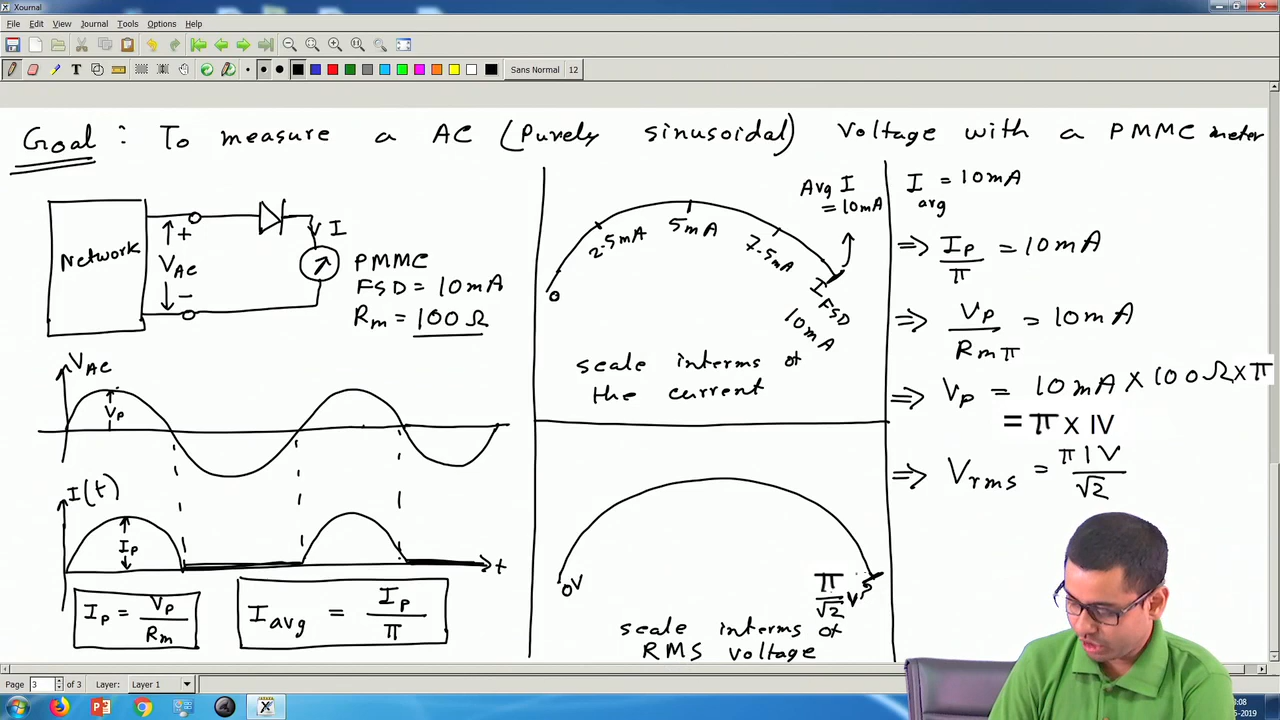 Xournal
File Edit View Journal Tools Options Help
Sans Normal 12
Goal : To measure a AC (Purely sinusoidal) Voltage with a PMMC meter
Network
+
VAC
−
I
PMMC
FSD = 10mA
Rm = 100Ω
VAC
Vp
I(t)
Ip
t
Ip = Vp/Rm
Iavg = Ip/π
0
2.5mA
5mA
7.5mA
Avg I
= 10mA
IFSD
10mA
scale interms of
the current
0V
π/√2 V
scale interms of
RMS voltage
Iavg = 10mA
⇒ Ip/π = 10mA
⇒ Vp/Rmπ = 10mA
⇒ Vp = 10mA × 100Ω × π
= π × 1V
⇒ Vrms = π1V/√2
Page 3 of 3 Layer: Layer 1